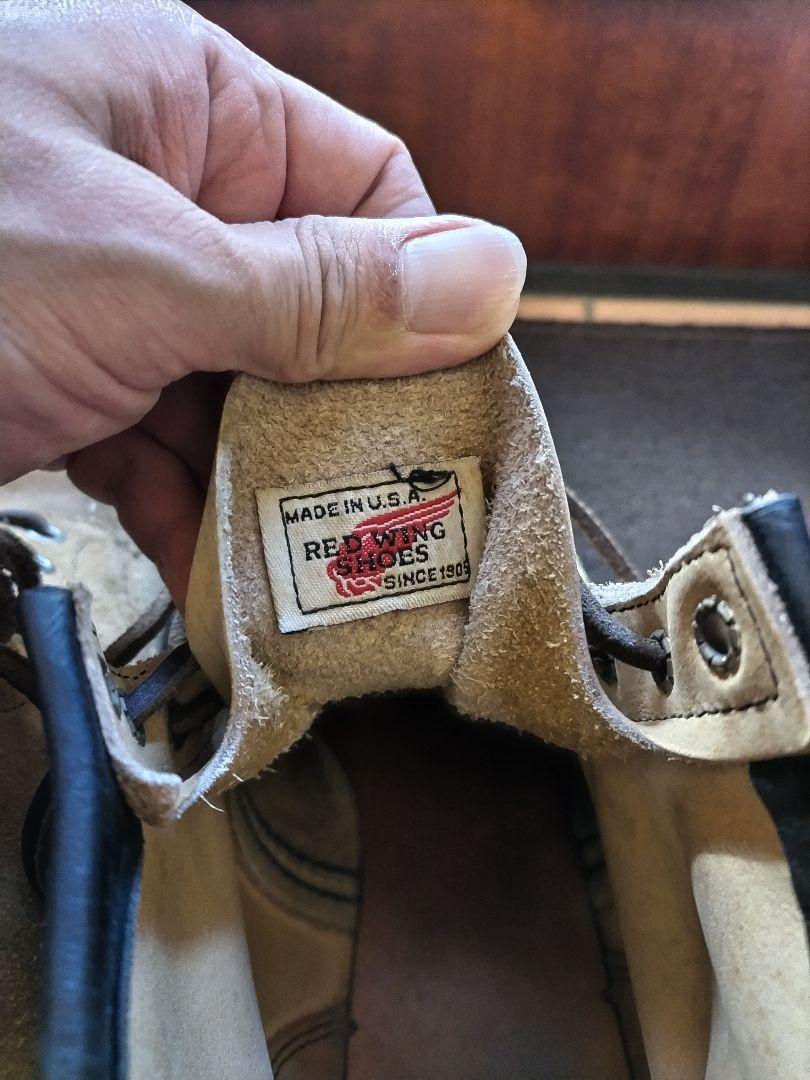 MADE IN U.S.A.
RED WING
SHOES
SINCE 1905